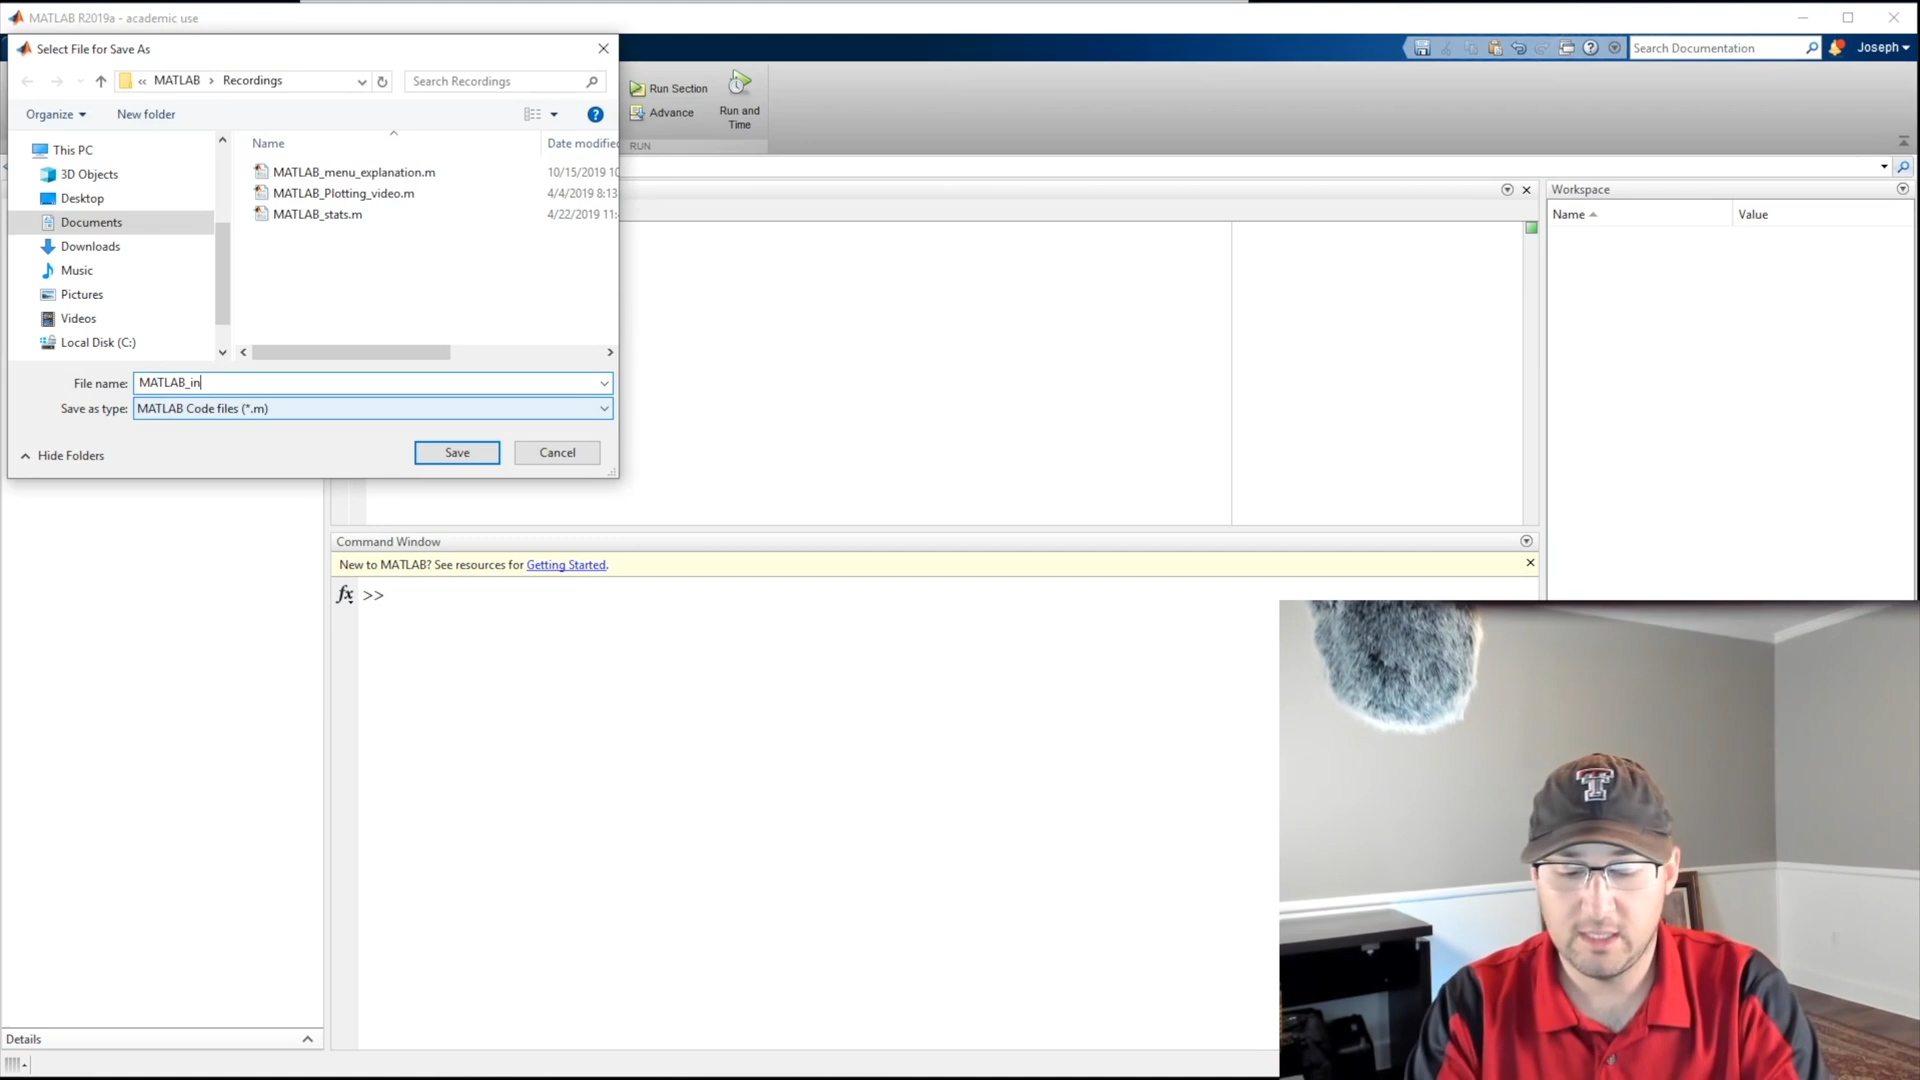 MATLAB R2019a - academic use
Select File for Save As
Search Documentation
Joseph
« MATLAB › Recordings
Search Recordings
Run Section
Advance
Run and
Time
RUN
Organize
New folder
Name
Date modified
This PC
3D Objects
Desktop
Documents
Downloads
Music
Pictures
Videos
Local Disk (C:)
MATLAB_menu_explanation.m
10/15/2019 10
MATLAB_Plotting_video.m
4/4/2019 8:13
MATLAB_stats.m
4/22/2019 11:
Workspace
Name
Value
File name:
MATLAB_in
Save as type:
MATLAB Code files (*.m)
Hide Folders
Save
Cancel
Command Window
New to MATLAB? See resources for Getting Started.
fx >>
T
Details